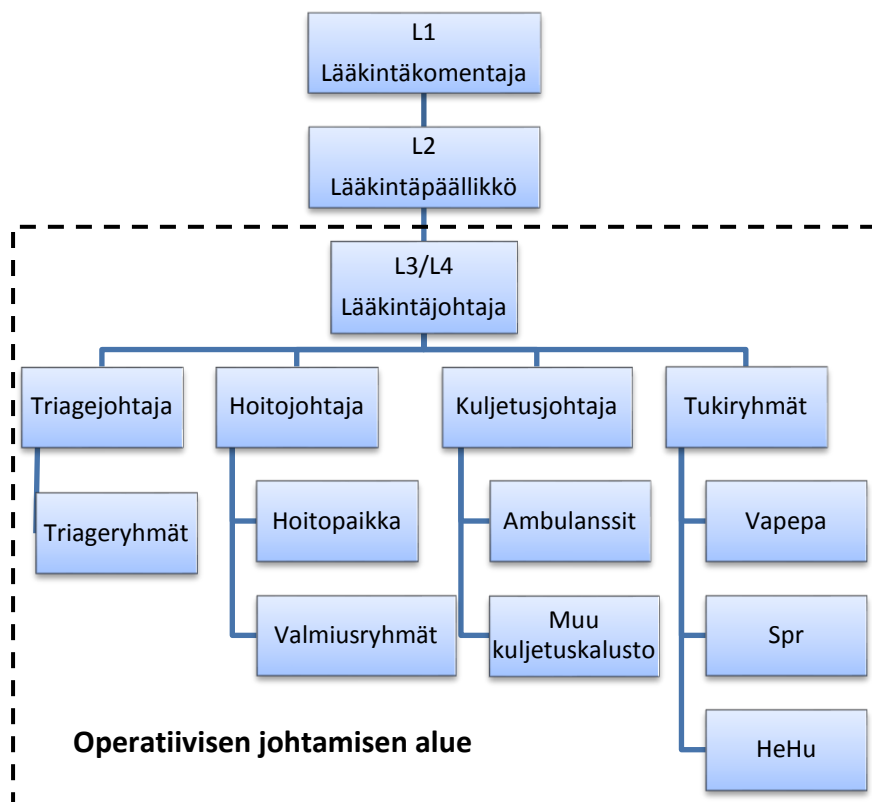 L1
Lääkintäkomentaja
L2
Lääkintäpäällikkö
L3/L4
Lääkintäjohtaja
Triagejohtaja
Hoitojohtaja
Kuljetusjohtaja
Tukiryhmät
Triageryhmät
Hoitopaikka
Ambulanssit
Vapepa
Valmiusryhmät
Muu
kuljetuskalusto
Spr
HeHu
Operatiivisen johtamisen alue